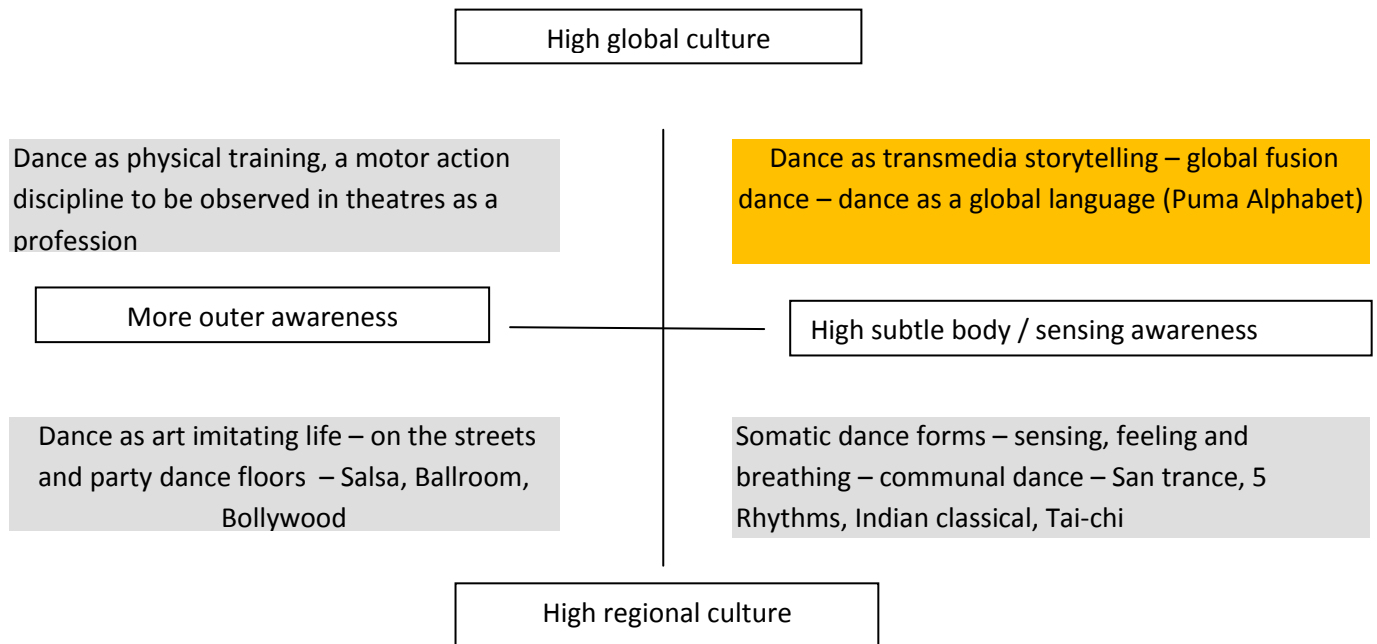 High global culture
Dance as physical training, a motor action
discipline to be observed in theatres as a
profession
Dance as transmedia storytelling – global fusion
dance – dance as a global language (Puma Alphabet)
More outer awareness
High subtle body / sensing awareness
Dance as art imitating life – on the streets
and party dance floors – Salsa, Ballroom,
Bollywood
Somatic dance forms – sensing, feeling and
breathing – communal dance – San trance, 5
Rhythms, Indian classical, Tai-chi
High regional culture